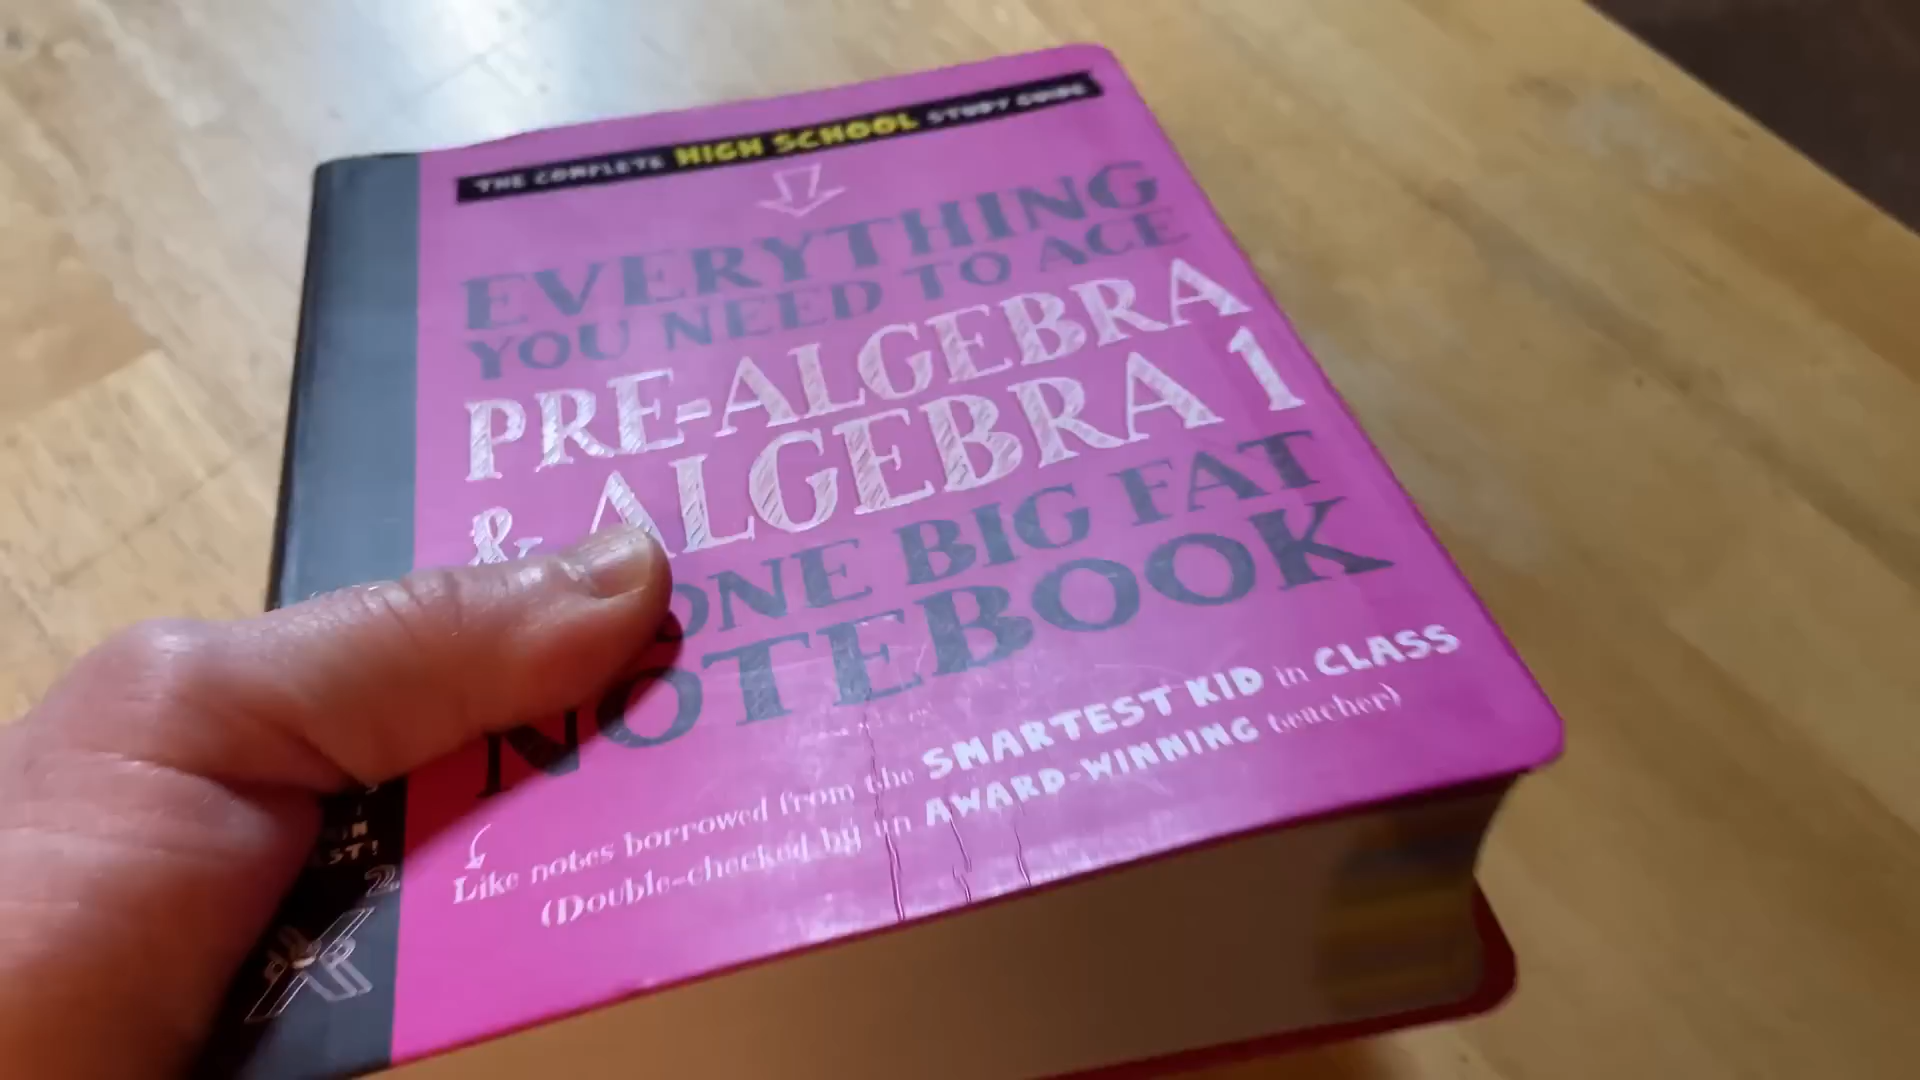 THE COMPLETE HIGH SCHOOL STUDY GUIDE
EVERYTHING
YOU NEED TO ACE
PRE-ALGEBRA
& ALGEBRA 1
ONE BIG FAT
NOTEBOOK
Like notes borrowed from the SMARTEST KID in CLASS
(Double-checked by an AWARD-WINNING teacher)
2
X